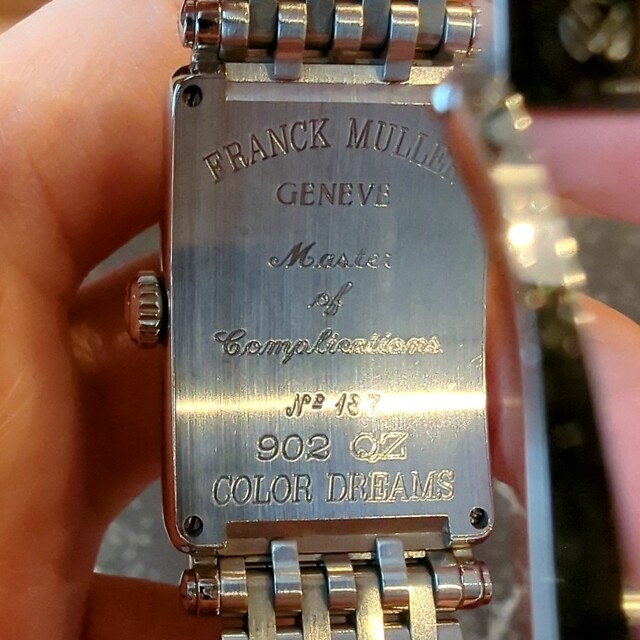 FRANCK MULLER
GENEVE
Master
of
Complications
Nº 187
902 QZ
COLOR DREAMS